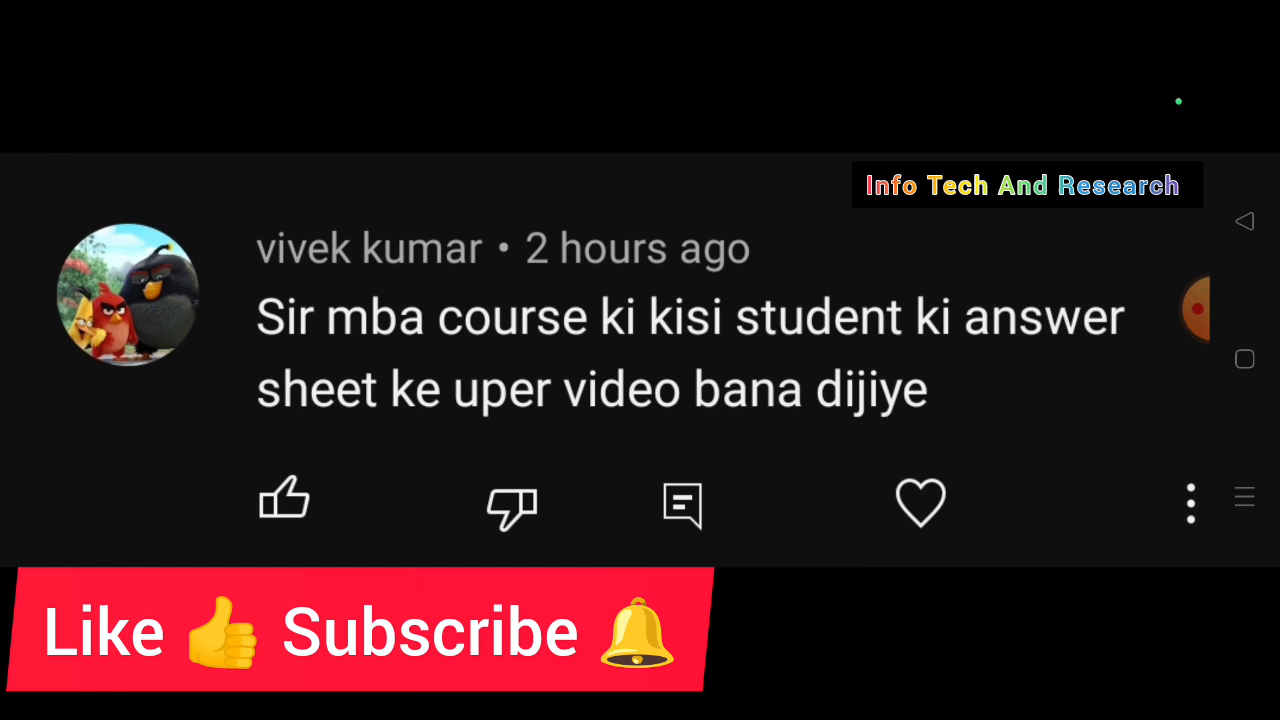 Info Tech And Research
vivek kumar • 2 hours ago
Sir mba course ki kisi student ki answer
sheet ke uper video bana dijiye
Like 👍 Subscribe 🔔